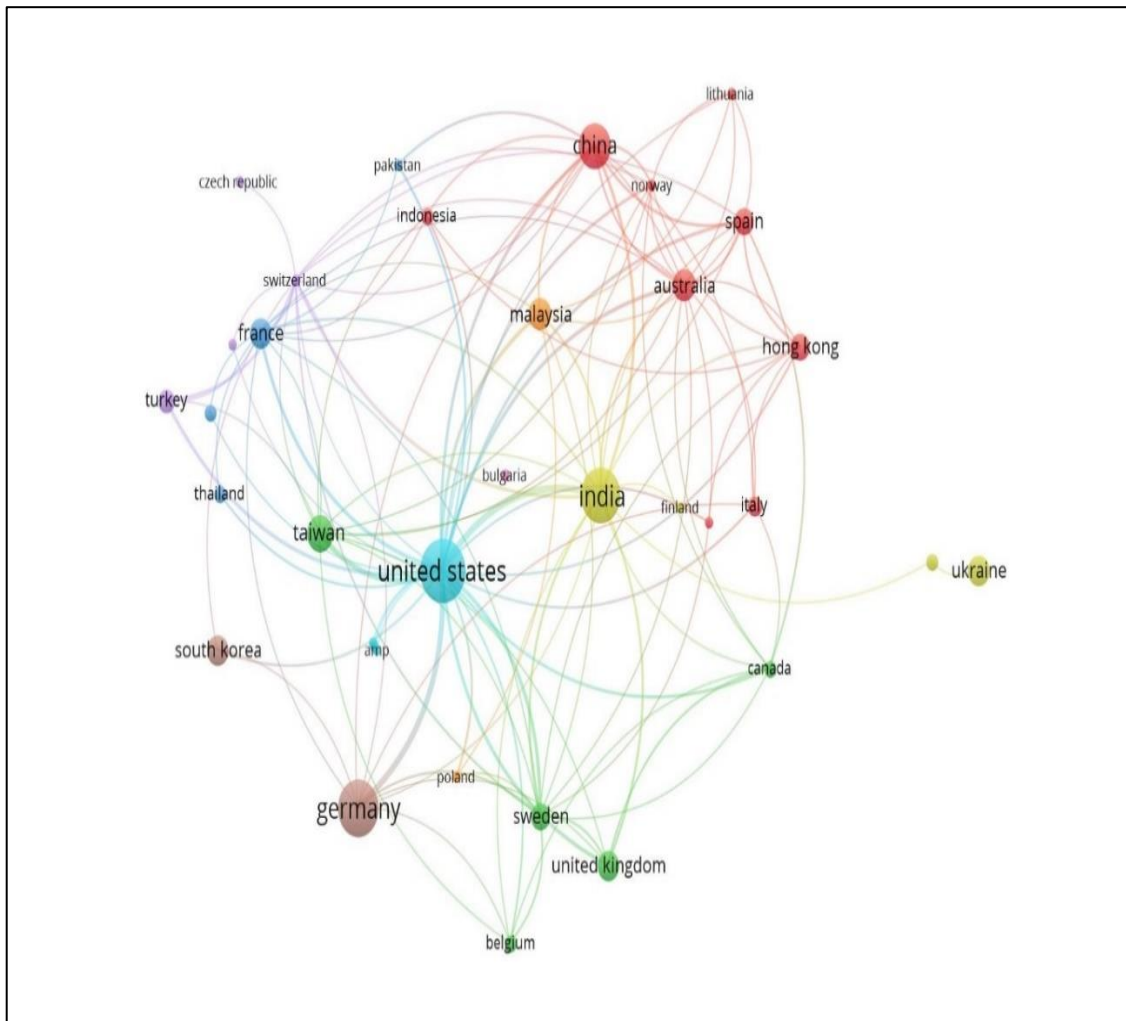 lithuania
china
pakistan
czech republic
norway
indonesia
spain
switzerland
australia
malaysia
france
hong kong
turkey
bulgaria
thailand
india
finland
italy
taiwan
united states
ukraine
south korea
amp
canada
poland
germany
sweden
united kingdom
belgium